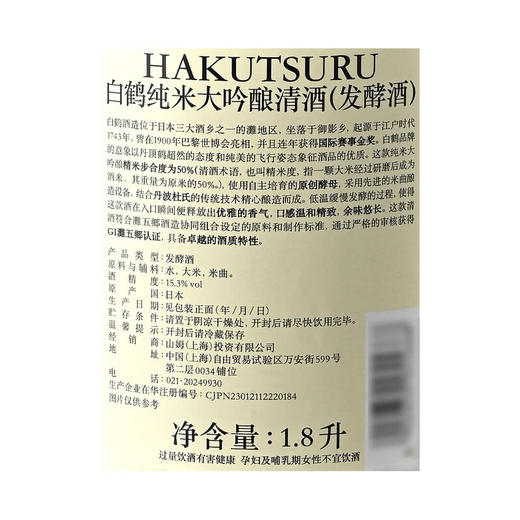 HAKUTSURU
白鹤纯米大吟酿清酒(发酵酒)
白鹤酒造位于日本三大酒乡之一的灘地区，坐落于御影乡，起源于江户时代
1743年，曾在1900年巴黎世博会亮相，并且连年获得国际赛事金奖。白鹤品牌
的意象以丹顶鹤超然的态度和纯美的飞行姿态象征酒品的优质。这款纯米大
吟酿精米步合度为50%(清酒术语，也叫精米度，指一颗大米经过研磨后成为
酒米，其重量为原米的50%。)，使用自主培育的原创酵母，采用先进的米曲酿
造设备，结合丹波杜氏的传统技术精心酿造而成。低温缓慢发酵的过程，使得
这款酒在入口瞬间便释放出优雅的香气，口感温和精致，余味悠长。这款清
酒符合灘五郷酒造协同组合设定的原料和制作标准，通过严格的审核获得
GI灘五郷认证，具备卓越的酒质特性。
产品类型:发酵酒
原料与辅料:水，大米，米曲。
酒精度:15.3% vol
原产国:日本
生产日期:见包装正面(年/月/日)
贮存条件:请置于阴凉干燥处，开封后请尽快饮用完毕。
温馨提示:开封后请冷藏保存
经销商:山姆(上海)投资有限公司
地址:中国(上海)自由贸易试验区万安街599号
第二层0034铺位
电话:021-20249930
生产企业在华注册编号:CJPN23012112220184
图片仅供参考
净含量:1.8升
过量饮酒有害健康 孕妇及哺乳期女性不宜饮酒